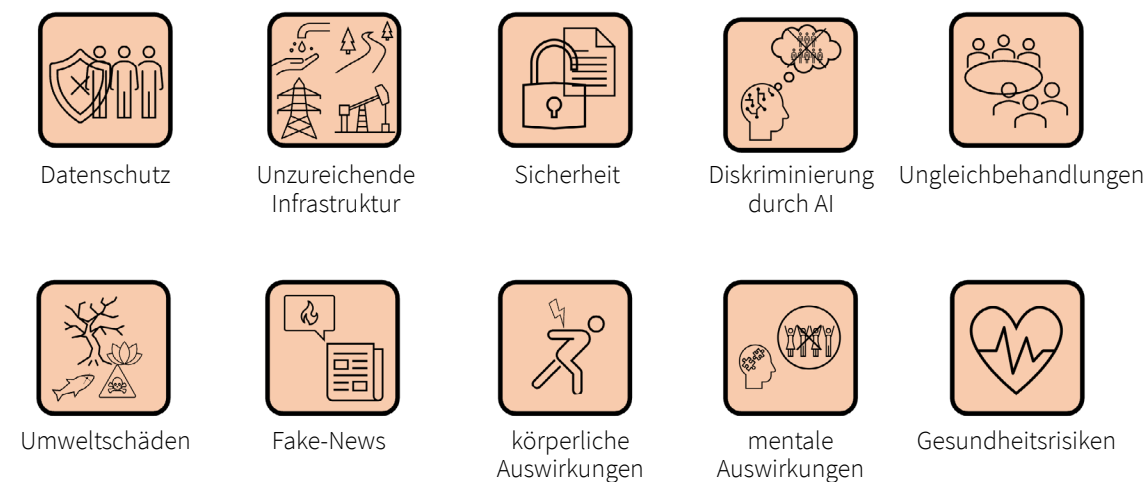 Datenschutz
Unzureichende
Infrastruktur
Sicherheit
Diskriminierung
durch AI
Ungleichbehandlungen
Umweltschäden
Fake-News
körperliche
Auswirkungen
mentale
Auswirkungen
Gesundheitsrisiken